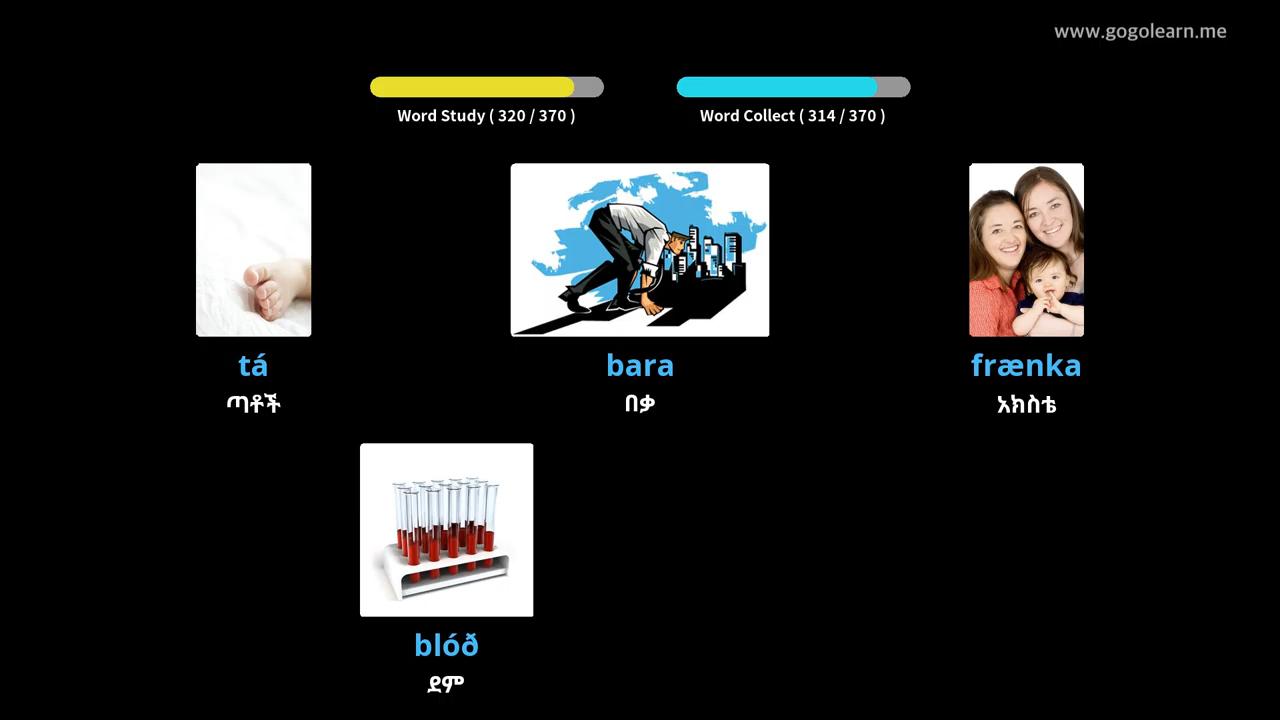 www.gogolearn.me
Word Study ( 320 / 370 )
Word Collect ( 314 / 370 )
tá
bara
frænka
ጣቶች
በቃ
አክስቴ
blóð
ደም